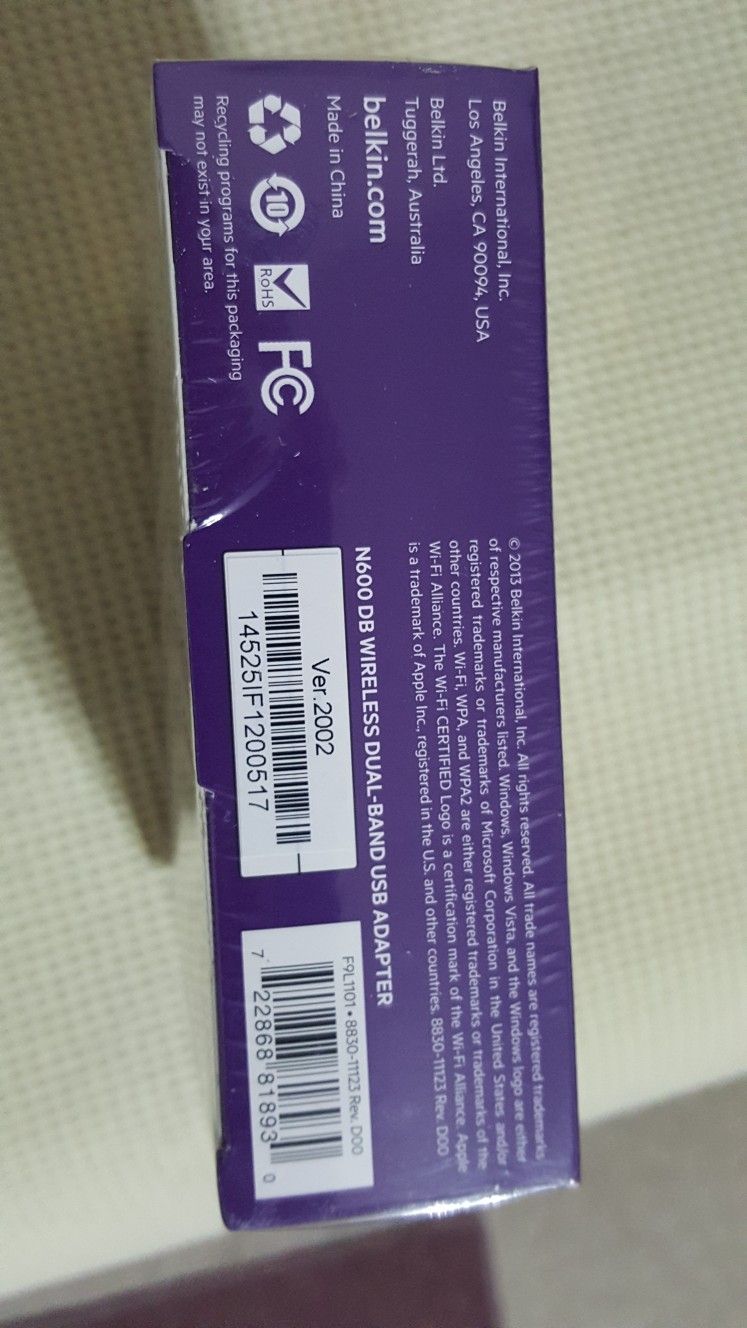 Belkin International, Inc.
Los Angeles, CA 90094, USA
Belkin Ltd.
Tuggerah, Australia
belkin.com
Made in China
10
RoHS
FC
Recycling programs for this packaging
may not exist in your area.
© 2013 Belkin International, Inc. All rights reserved. All trade names are registered trademarks
of respective manufacturers listed. Windows, Windows Vista, and the Windows logo are either
registered trademarks or trademarks of Microsoft Corporation in the United States and/or
other countries. Wi-Fi, WPA, and WPA2 are either registered trademarks or trademarks of the
Wi-Fi Alliance. The Wi-Fi CERTIFIED Logo is a certification mark of the Wi-Fi Alliance. Apple
is a trademark of Apple Inc., registered in the U.S. and other countries. 8830-11123 Rev. D00
N600 DB WIRELESS DUAL-BAND USB ADAPTER
Ver.2002
14525IF1200517
F9L1101 • 8830-11123 Rev. D00
7 22868 81893 0